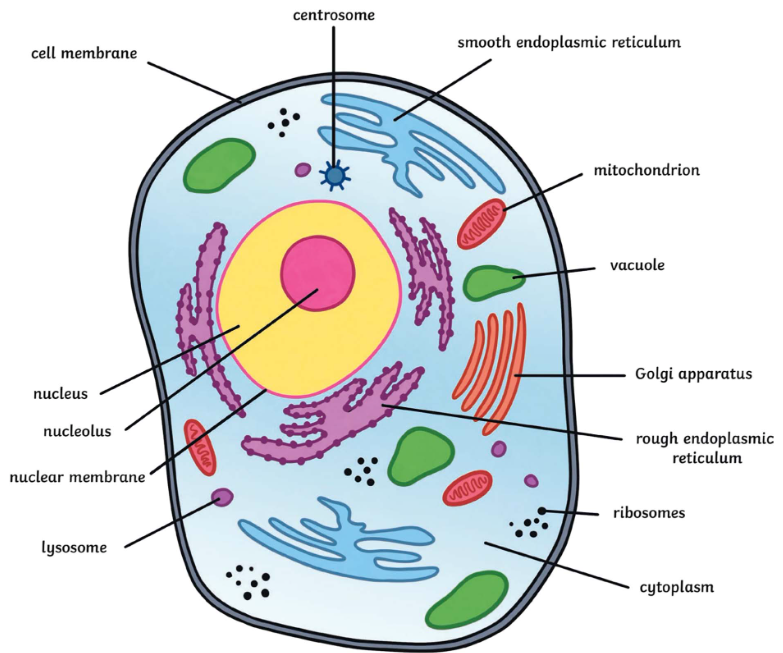 centrosome
smooth endoplasmic reticulum
cell membrane
mitochondrion
vacuole
Golgi apparatus
nucleus
nucleolus
rough endoplasmic
reticulum
nuclear membrane
ribosomes
lysosome
cytoplasm